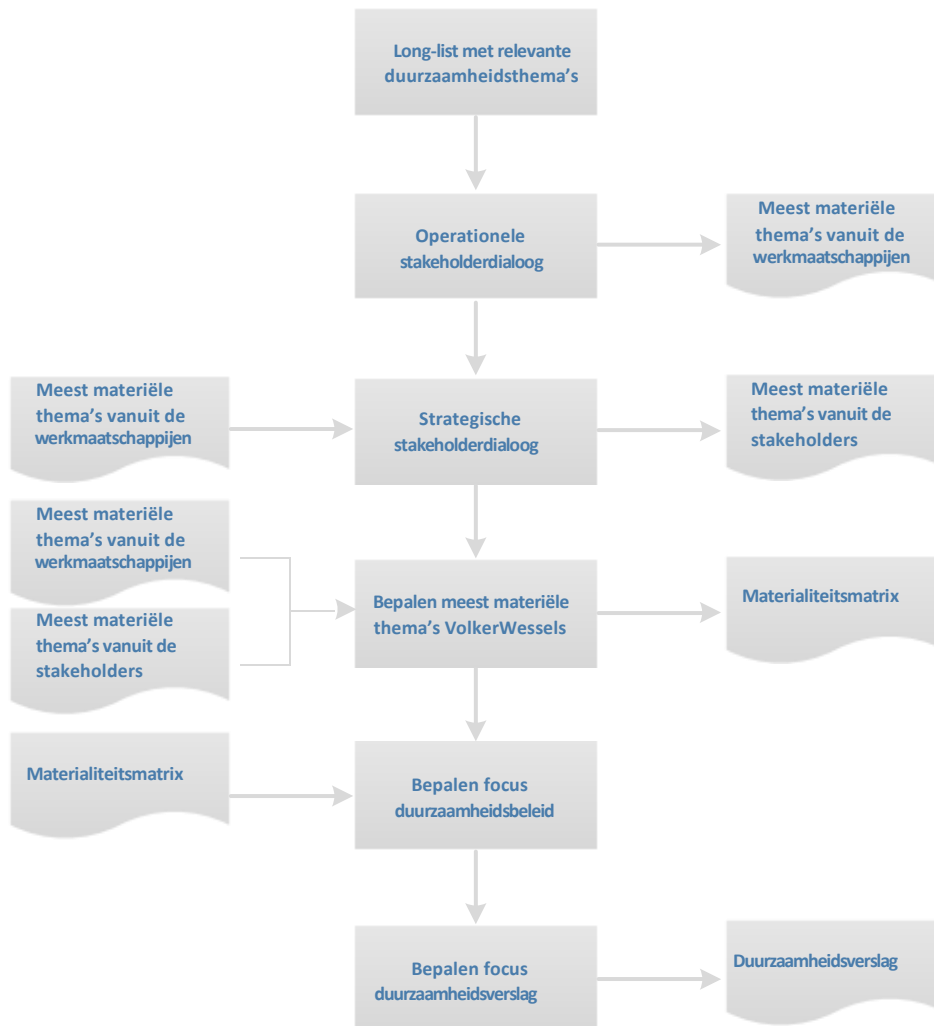 Long-list met relevante
duurzaamheidsthema's
Operationele
stakeholderdialoog
Meest materiële
thema's vanuit de
werkmaatschappijen
Meest materiële
thema's vanuit de
werkmaatschappijen
Strategische
stakeholderdialoog
Meest materiële
thema's vanuit de
stakeholders
Meest materiële
thema's vanuit de
werkmaatschappijen
Meest materiële
thema's vanuit de
stakeholders
Bepalen meest materiële
thema's VolkerWessels
Materialiteitsmatrix
Materialiteitsmatrix
Bepalen focus
duurzaamheidsbeleid
Bepalen focus
duurzaamheidsverslag
Duurzaamheidsverslag